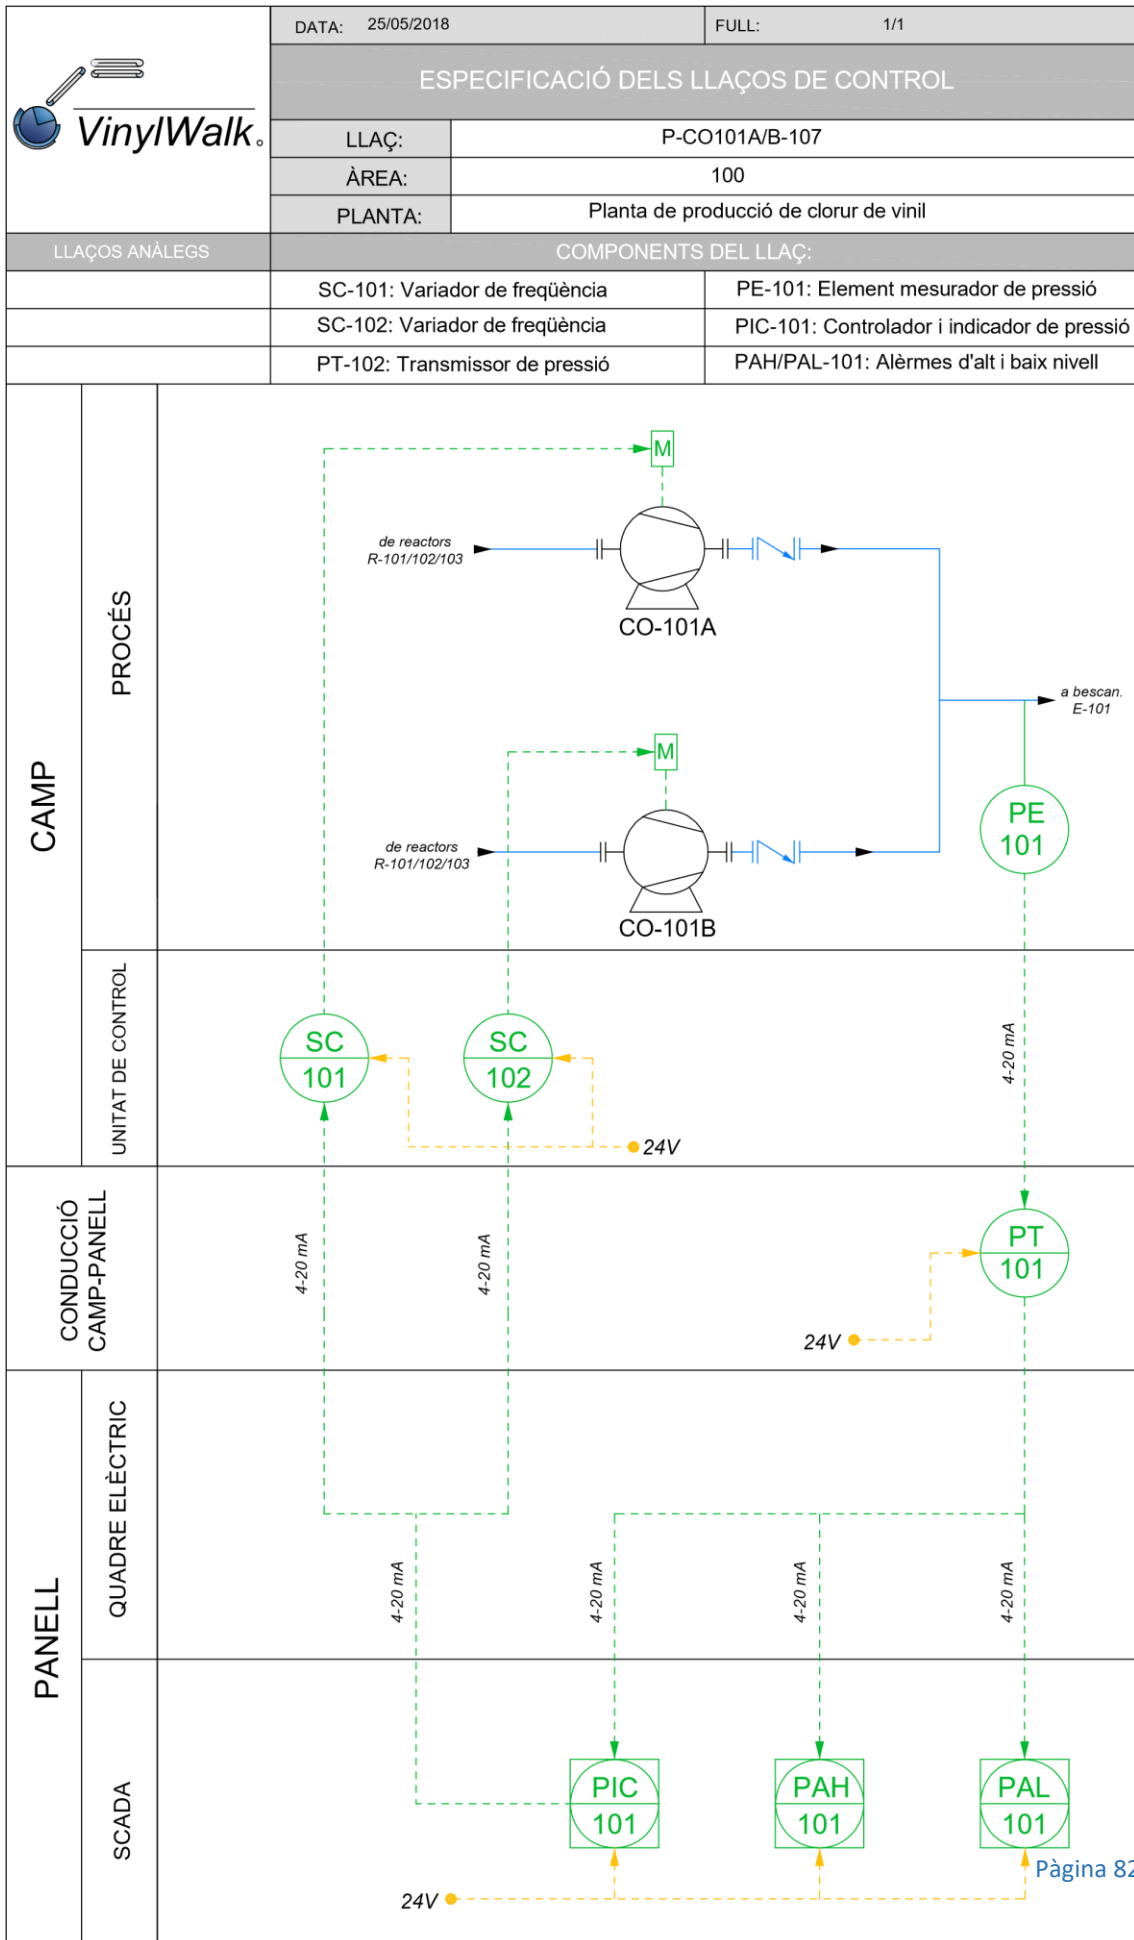 DATA: 25/05/2018
FULL: 1/1
VinylWalk
ESPECIFICACIÓ DELS LLAÇOS DE CONTROL
LLAÇ: P-CO101A/B-107
ÀREA: 100
PLANTA: Planta de producció de clorur de vinil
LLAÇOS ANÀLEGS
COMPONENTS DEL LLAÇ:
SC-101: Variador de freqüència
PE-101: Element mesurador de pressió
SC-102: Variador de freqüència
PIC-101: Controlador i indicador de pressió
PT-102: Transmissor de pressió
PAH/PAL-101: Alèrmes d'alt i baix nivell
CAMP
PROCÉS
M
de reactors
R-101/102/103
CO-101A
a bescan.
E-101
M
de reactors
R-101/102/103
CO-101B
PE
101
UNITAT DE CONTROL
SC
101
SC
102
24V
4-20 mA
CONDUCCIÓ
CAMP-PANELL
4-20 mA
4-20 mA
PT
101
24V
PANELL
QUADRE ELÈCTRIC
4-20 mA
4-20 mA
4-20 mA
4-20 mA
SCADA
PIC
101
PAH
101
PAL
101
24V
Pàgina 82